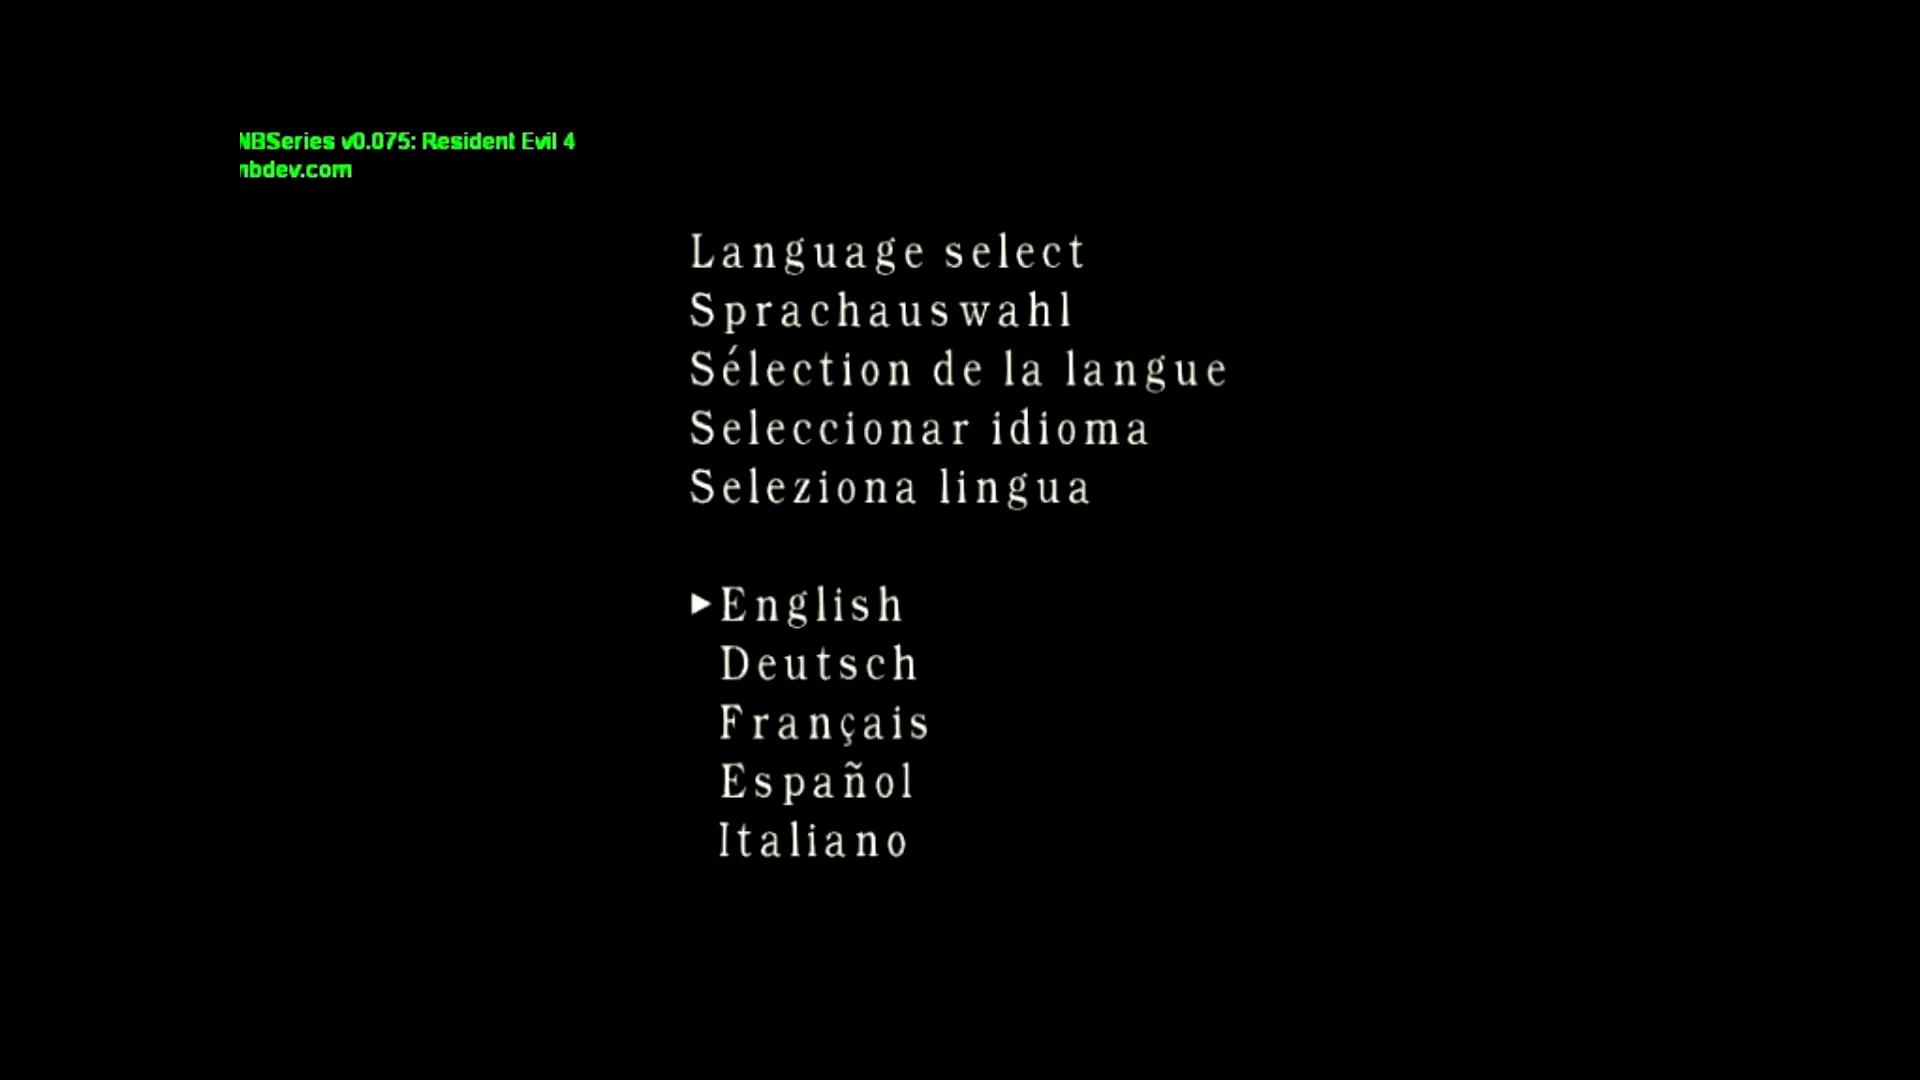 NBSeries v0.075: Resident Evil 4
nbdev.com
Language select
Sprachauswahl
Sélection de la langue
Seleccionar idioma
Seleziona lingua
►English
Deutsch
Français
Español
Italiano